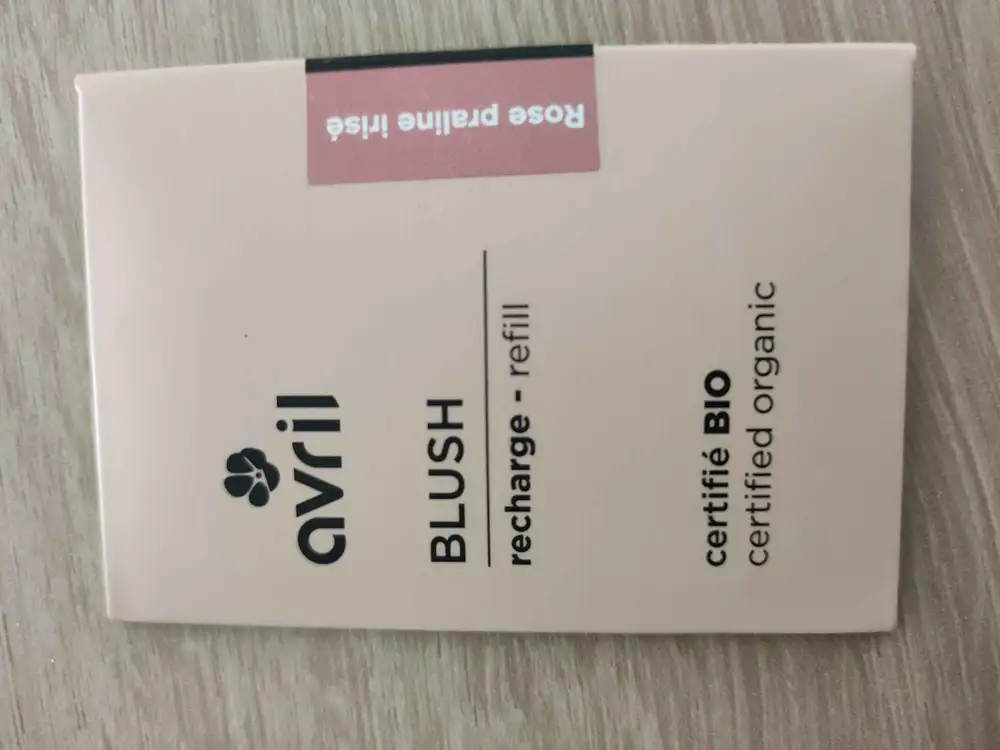 avril
BLUSH
recharge - refill
certifié BIO
certified organic
Rose praline irisé